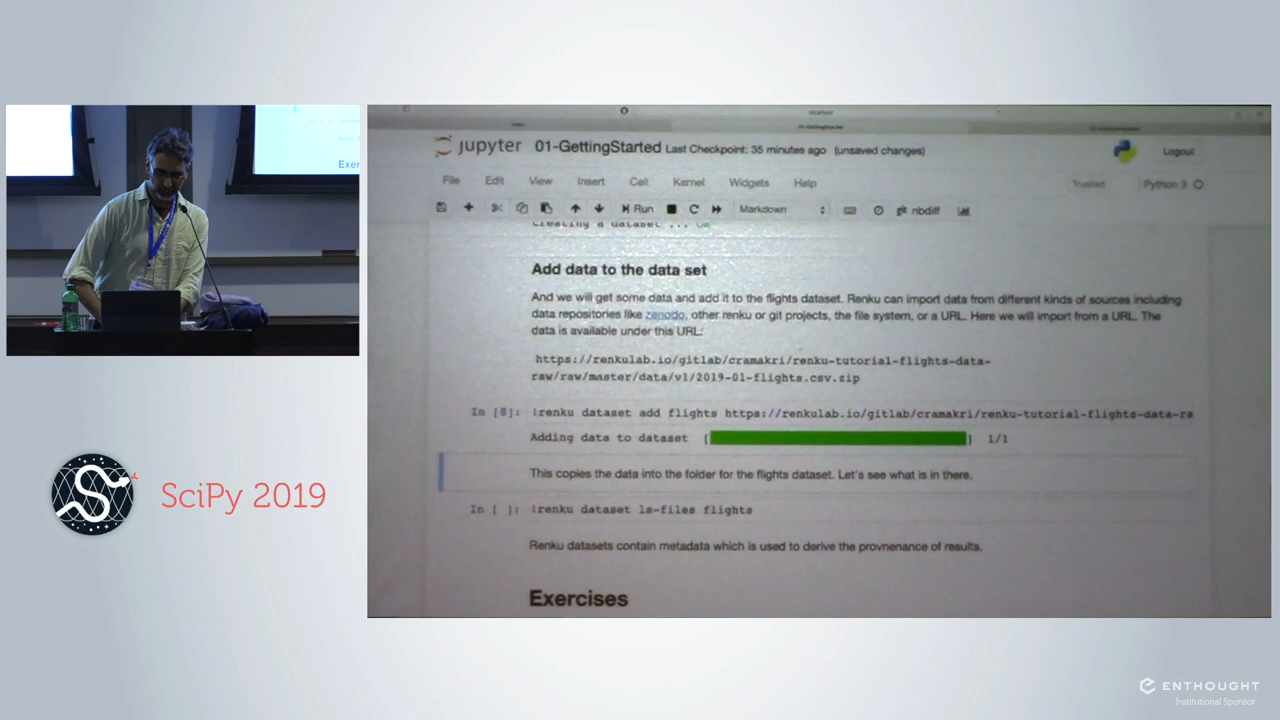 Exer
SciPy 2019
jupyter 01-GettingStarted Last Checkpoint: 35 minutes ago (unsaved changes)
Logout
File Edit View Insert Cell Kernel Widgets Help
Trusted Python 3
Run Markdown nbdiff
Creating a dataset ... OK
Add data to the data set
And we will get some data and add it to the flights dataset. Renku can import data from different kinds of sources including
data repositories like zenodo, other renku or git projects, the file system, or a URL. Here we will import from a URL. The
data is available under this URL:
https://renkulab.io/gitlab/cramakri/renku-tutorial-flights-data-
raw/raw/master/data/v1/2019-01-flights.csv.zip
In [8]: !renku dataset add flights https://renkulab.io/gitlab/cramakri/renku-tutorial-flights-data-ra
Adding data to dataset [ ] 1/1
This copies the data into the folder for the flights dataset. Let's see what is in there.
In [ ]: !renku dataset ls-files flights
Renku datasets contain metadata which is used to derive the provnenance of results.
Exercises
ENTHOUGHT
Institutional Sponsor